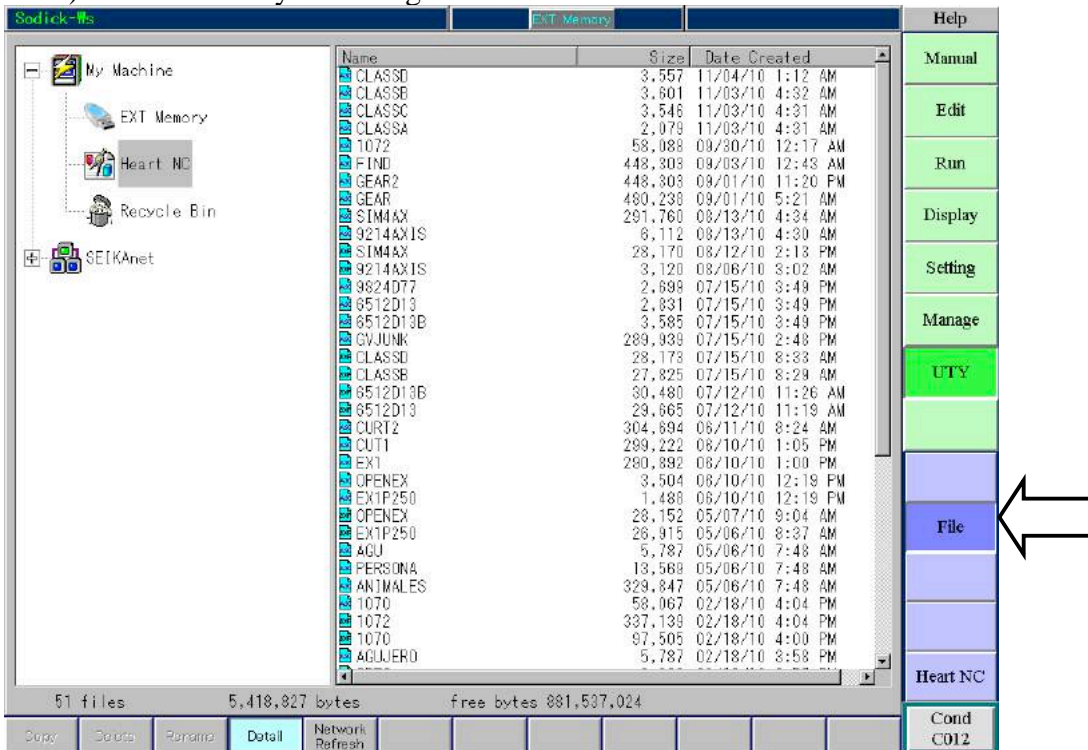 Sodick-Ws EXT Memory Help
My Machine
EXT Memory
Heart NC
Recycle Bin
SEIKAnet
Name Size Date Created
CLASSD 3,557 11/04/10 1:12 AM
CLASSB 3,601 11/03/10 4:32 AM
CLASSC 3,546 11/03/10 4:31 AM
CLASSA 2,079 11/03/10 4:31 AM
1072 58,088 09/30/10 12:17 AM
FIND 448,303 09/03/10 12:43 AM
GEAR2 448,303 09/01/10 11:20 PM
GEAR 480,238 09/01/10 5:21 AM
SIM4AX 291,760 08/13/10 4:34 AM
9214AXIS 6,112 08/13/10 4:30 AM
SIM4AX 28,170 08/12/10 2:13 PM
9214AXIS 3,120 08/06/10 3:02 AM
9824D77 2,699 07/15/10 3:49 PM
6512D13 2,831 07/15/10 3:49 PM
6512D13B 3,585 07/15/10 3:49 PM
GVJUNK 289,939 07/15/10 2:48 PM
CLASSD 28,173 07/15/10 8:33 AM
CLASSB 27,825 07/15/10 8:29 AM
6512D13B 30,480 07/12/10 11:26 AM
6512D13 29,665 07/12/10 11:19 AM
CURT2 304,694 06/11/10 8:24 AM
CUT1 299,222 06/10/10 1:05 PM
EX1 290,892 06/10/10 1:00 PM
OPENEX 3,504 06/10/10 12:19 PM
EX1P250 1,488 06/10/10 12:19 PM
OPENEX 28,152 05/07/10 9:04 AM
EX1P250 26,915 05/06/10 8:37 AM
AGU 5,787 05/06/10 7:48 AM
PERSONA 13,569 05/06/10 7:48 AM
ANIMALES 329,847 05/06/10 7:48 AM
1070 58,067 02/18/10 4:04 PM
1072 337,139 02/18/10 4:04 PM
1070 97,505 02/18/10 4:00 PM
AGUJERO 5,787 02/18/10 3:58 PM
51 files 5,418,827 bytes free bytes 881,537,024
Copy Delete Rename Detail Network
Refresh
Manual
Edit
Run
Display
Setting
Manage
UTY
File
Heart NC
Cond
C012